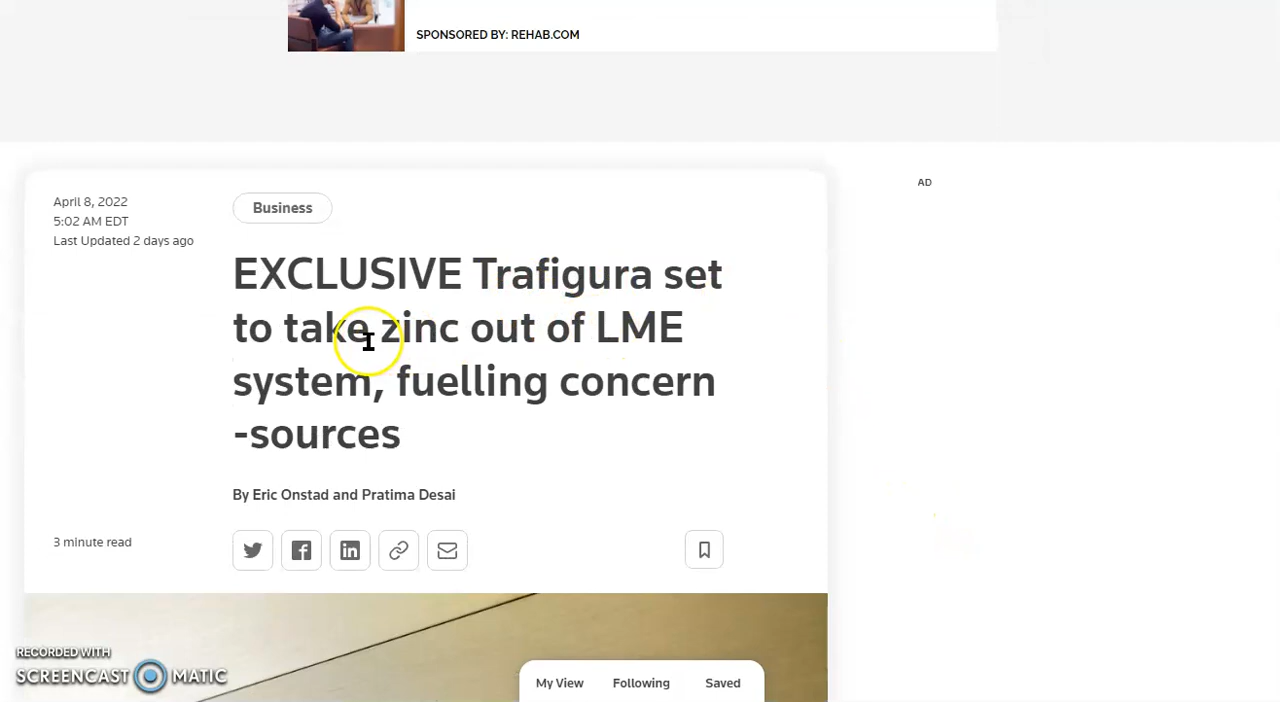 SPONSORED BY: REHAB.COM
AD
April 8, 2022
5:02 AM EDT
Last Updated 2 days ago
Business
EXCLUSIVE Trafigura set
to take zinc out of LME
system, fuelling concern
-sources
By Eric Onstad and Pratima Desai
3 minute read
RECORDED WITH
SCREENCAST MATIC
My View Following Saved